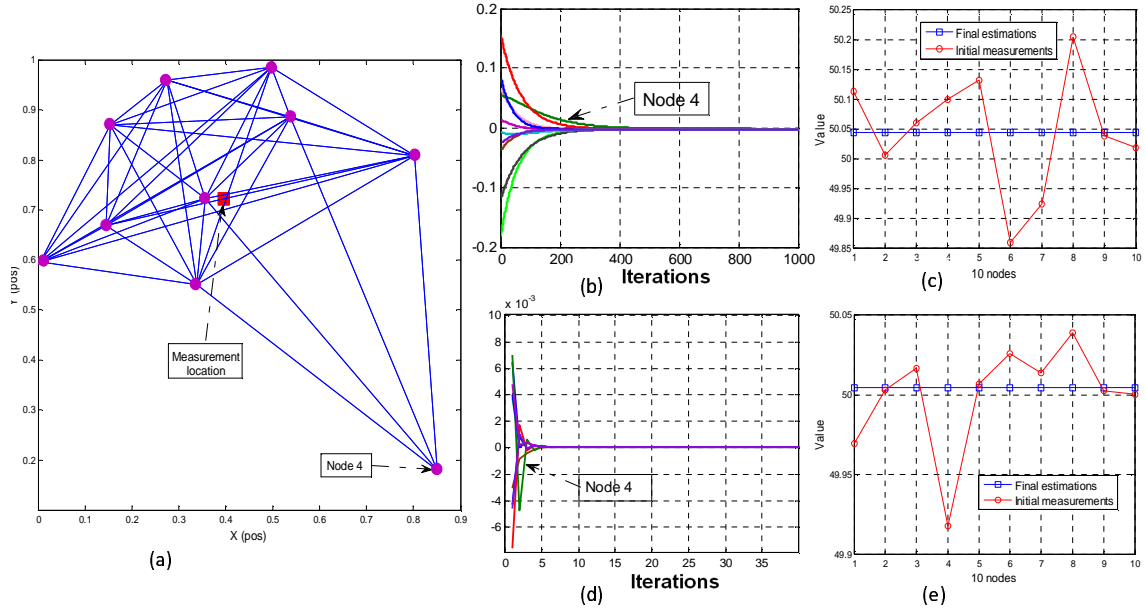 1
0.9
0.8
0.7
0.6
0.5
0.4
0.3
0.2
Y (pos)
Measurement
location
Node 4
0 0.1 0.2 0.3 0.4 0.5 0.6 0.7 0.8 0.9
X (pos)
(a)
0.2
0.1
0
-0.1
-0.2
Node 4
0 200 400 600 800 1000
Iterations
(b)
50.25
50.2
50.15
50.1
50.05
50
49.95
49.9
49.85
Value
Final estimations
Initial measurements
1 2 3 4 5 6 7 8 9 10
10 nodes
(c)
x 10⁻³
10
8
6
4
2
0
-2
-4
-6
-8
Node 4
0 5 10 15 20 25 30 35
Iterations
(d)
50.05
50
49.95
49.9
Value
Final estimations
Initial measurements
1 2 3 4 5 6 7 8 9 10
10 nodes
(e)